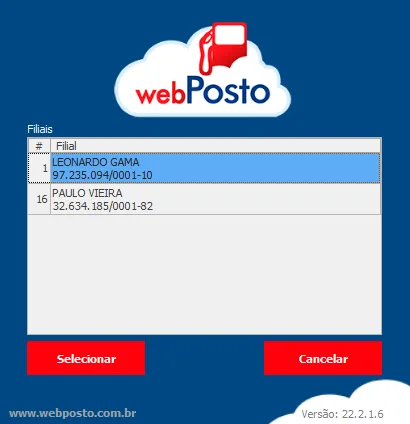 webPosto
Filiais
# Filial
1 LEONARDO GAMA
97.235.094/0001-10
16 PAULO VIEIRA
32.634.185/0001-82
Selecionar Cancelar
www.webposto.com.br Versão: 22.2.1.6